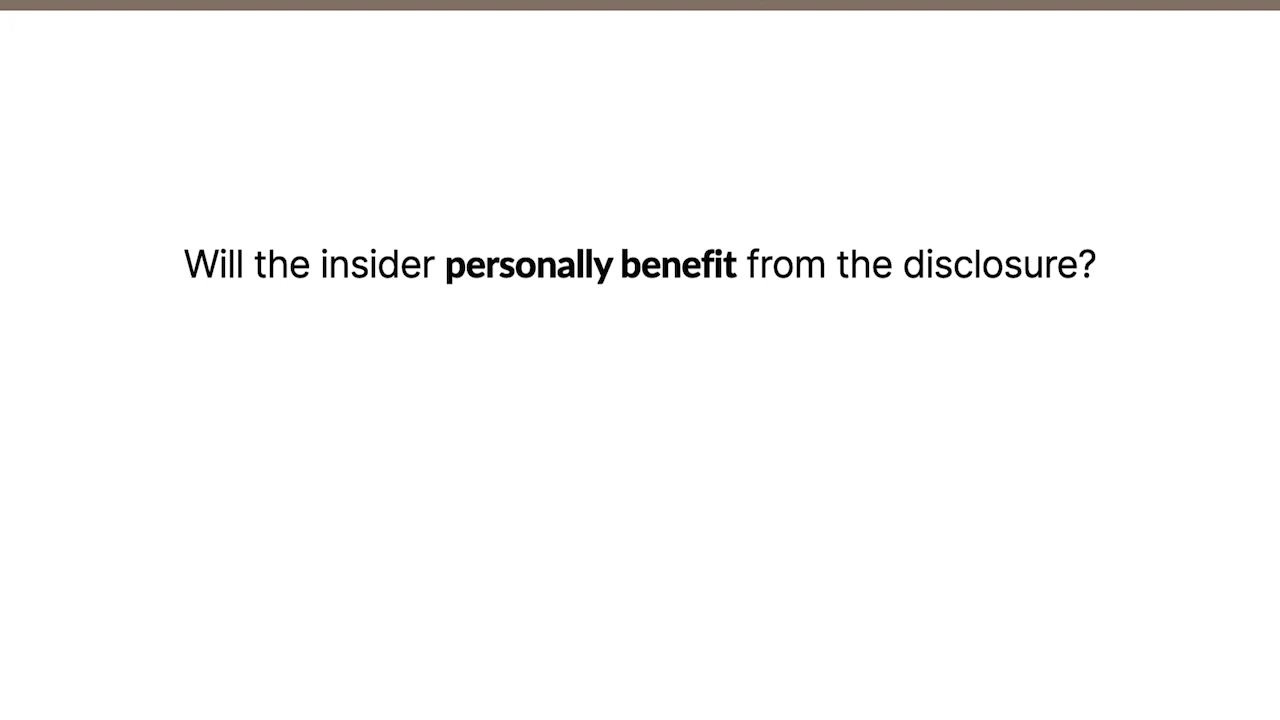 Will the insider personally benefit from the disclosure?